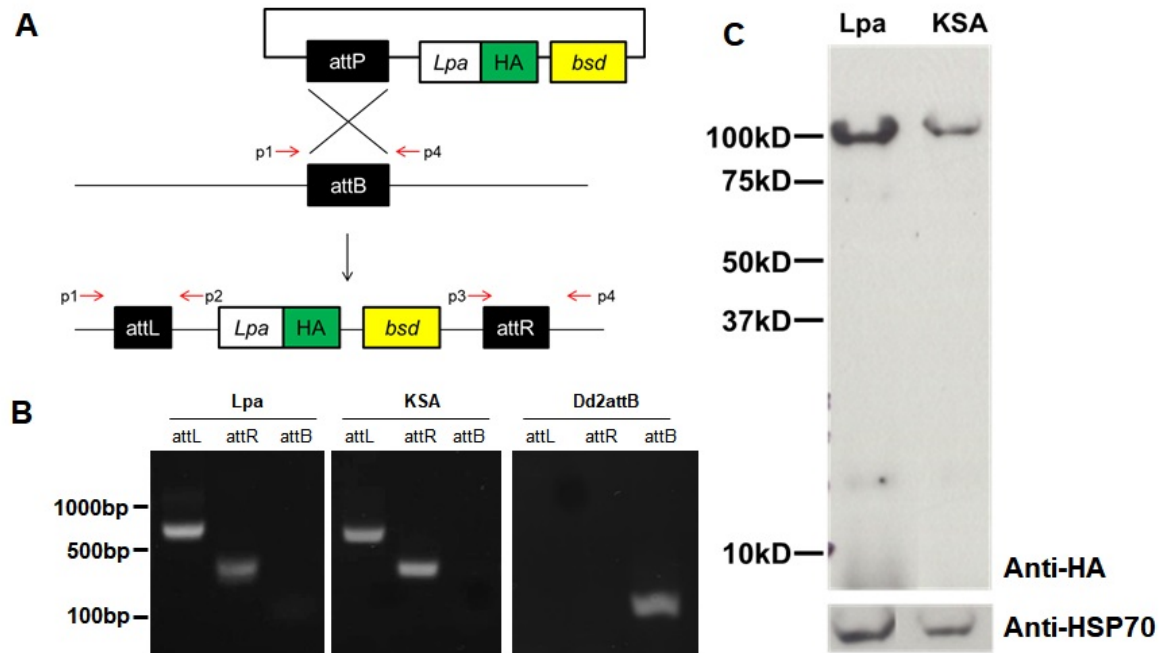 A
attP
Lpa
HA
bsd
p1
p4
attB
p1
p2
p3
p4
attL
Lpa
HA
bsd
attR
B
Lpa
KSA
Dd2attB
attL attR attB
attL attR attB
attL attR attB
1000bp
500bp
100bp
C
Lpa KSA
100kD
75kD
50kD
37kD
10kD
Anti-HA
Anti-HSP70